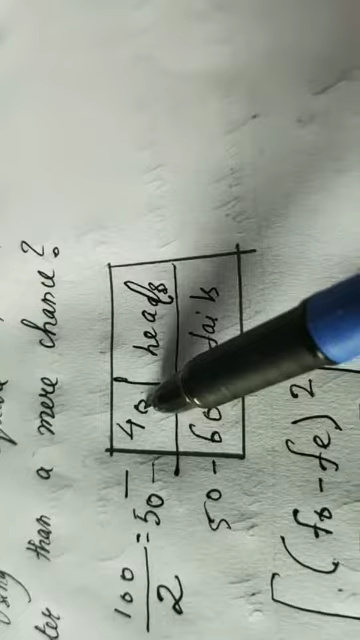 than a mere chance?
100/2 = 50 - 40 heads
50 - 60 tails
[(fo - fe)2